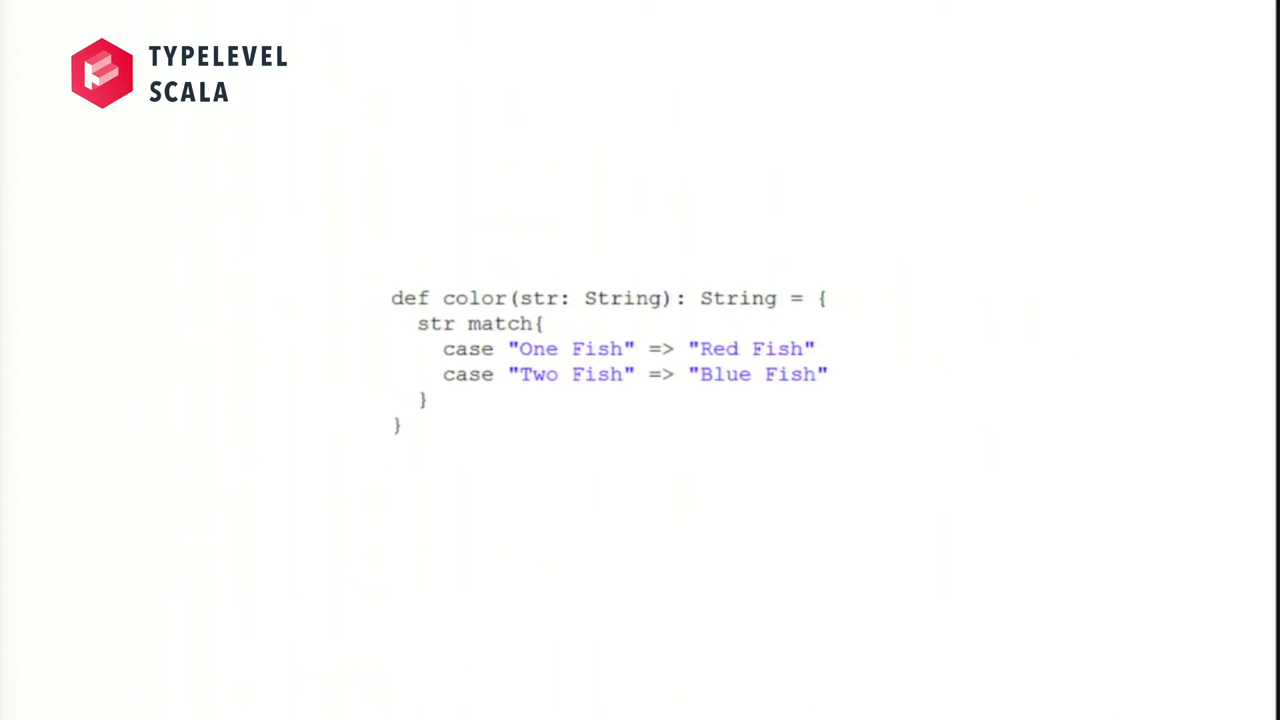 TYPELEVEL
SCALA
def color(str: String): String = {
  str match{
    case "One Fish" => "Red Fish"
    case "Two Fish" => "Blue Fish"
  }
}